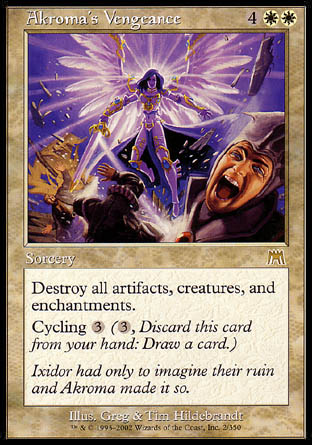 Akroma's Vengeance 4
Sorcery
Destroy all artifacts, creatures, and
enchantments.
Cycling 3 (3, Discard this card
from your hand: Draw a card.)
Ixidor had only to imagine their ruin
and Akroma made it so.
Illus. Greg & Tim Hildebrandt
™ & © 1993-2002 Wizards of the Coast, Inc. 2/350